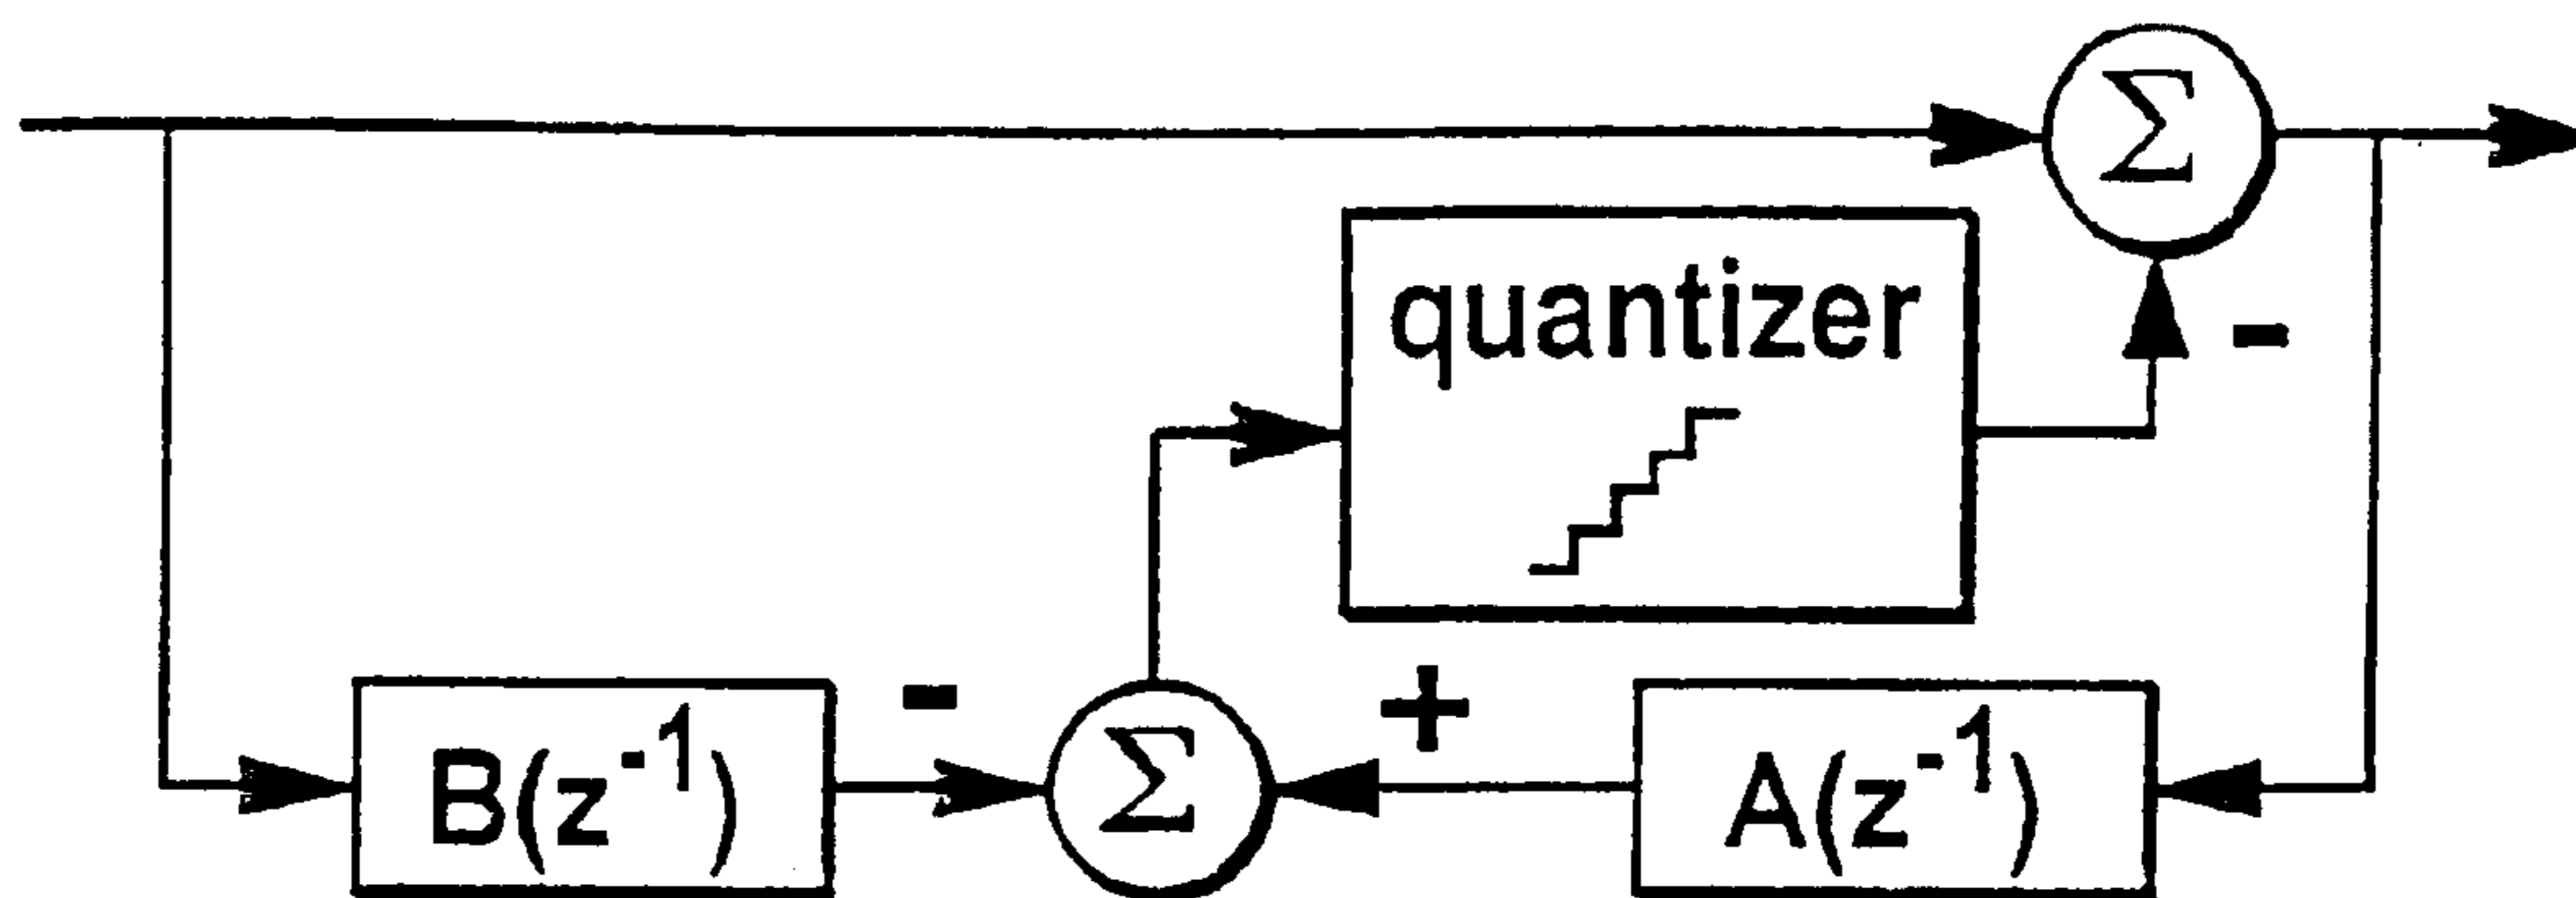 Σ
quantizer
-
- +
B(z⁻¹) Σ A(z⁻¹)